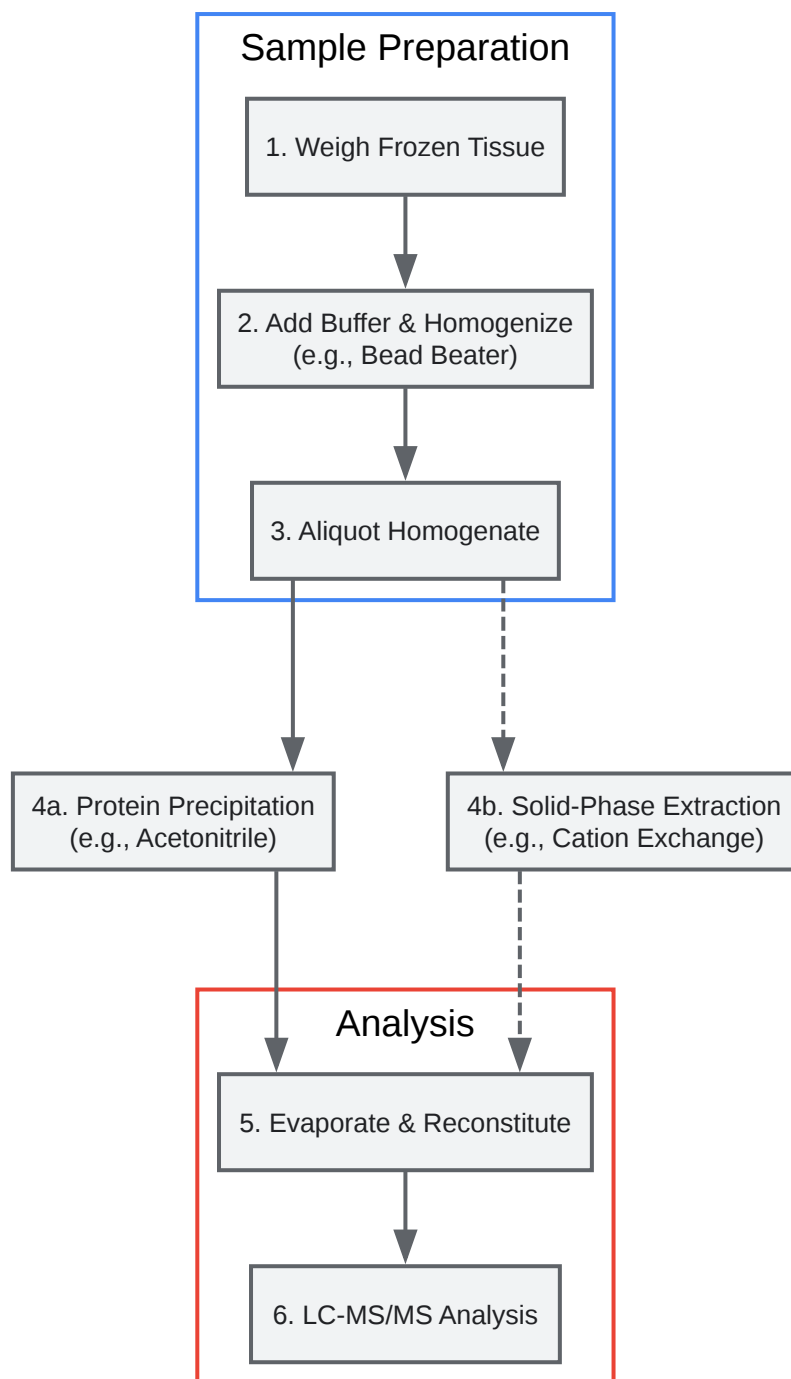 Sample Preparation
1. Weigh Frozen Tissue
2. Add Buffer & Homogenize
(e.g., Bead Beater)
3. Aliquot Homogenate
4a. Protein Precipitation
(e.g., Acetonitrile)
4b. Solid-Phase Extraction
(e.g., Cation Exchange)
Analysis
5. Evaporate & Reconstitute
6. LC-MS/MS Analysis